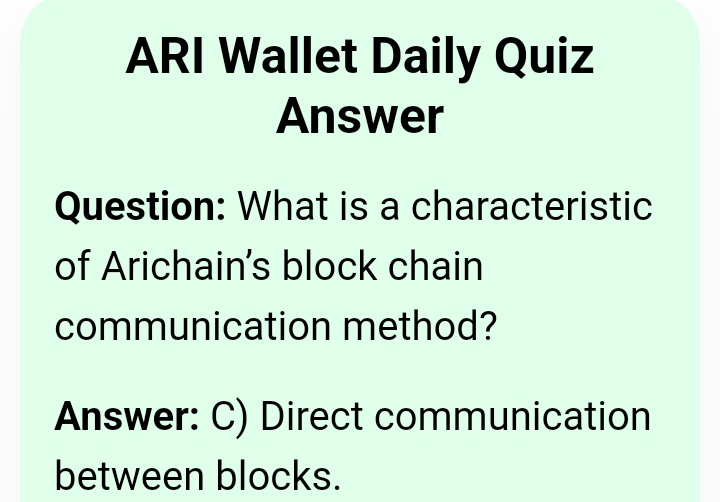 ARI Wallet Daily Quiz
Answer
Question: What is a characteristic
of Arichain’s block chain
communication method?
Answer: C) Direct communication
between blocks.